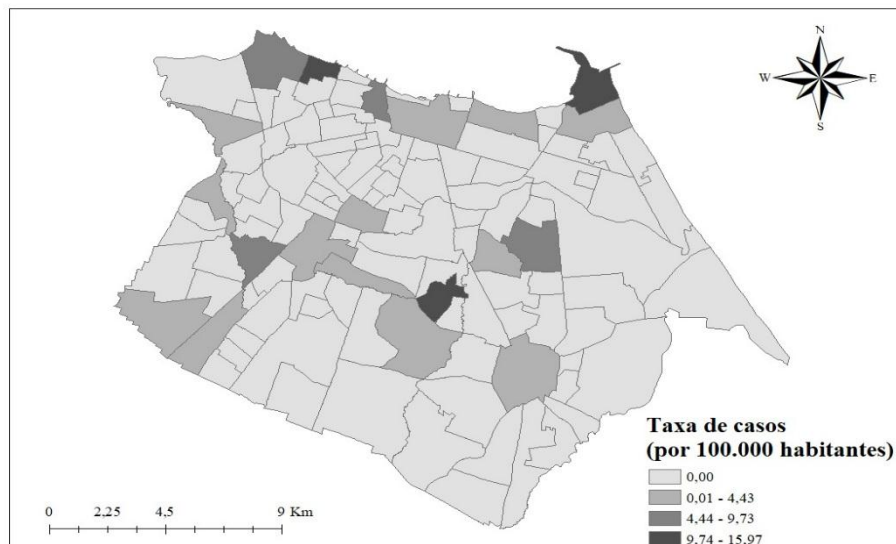 N
W E
S
Taxa de casos
(por 100.000 habitantes)
0,00
0,01 - 4,43
4,44 - 9,73
9,74 - 15,97
0 2,25 4,5 9 Km